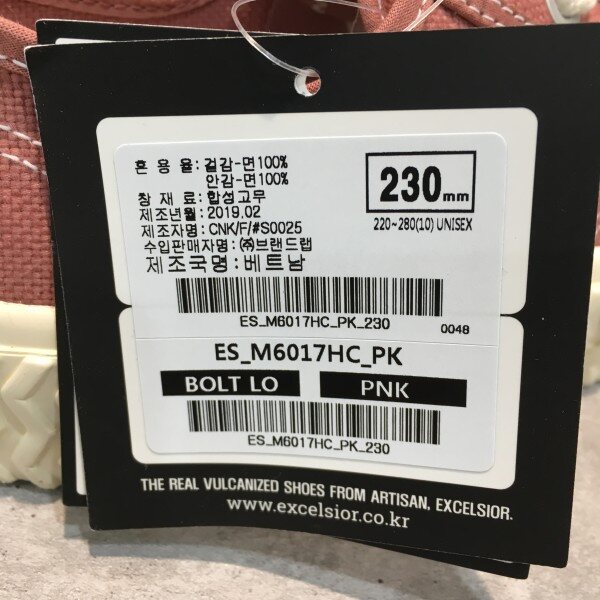 혼 용 율: 겉감-면100%
안감-면100%
창 재 료: 합성고무
제조년월: 2019.02
제조자명: CNK/F/#S0025
수입판매자명: ㈜브랜드랩
제 조 국 명: 베트남
230mm
220~280(10) UNISEX
ES_M6017HC_PK_230
0048
ES_M6017HC_PK
BOLT LO
PNK
ES_M6017HC_PK_230
THE REAL VULCANIZED SHOES FROM ARTISAN, EXCELSIOR.
www.excelsior.co.kr